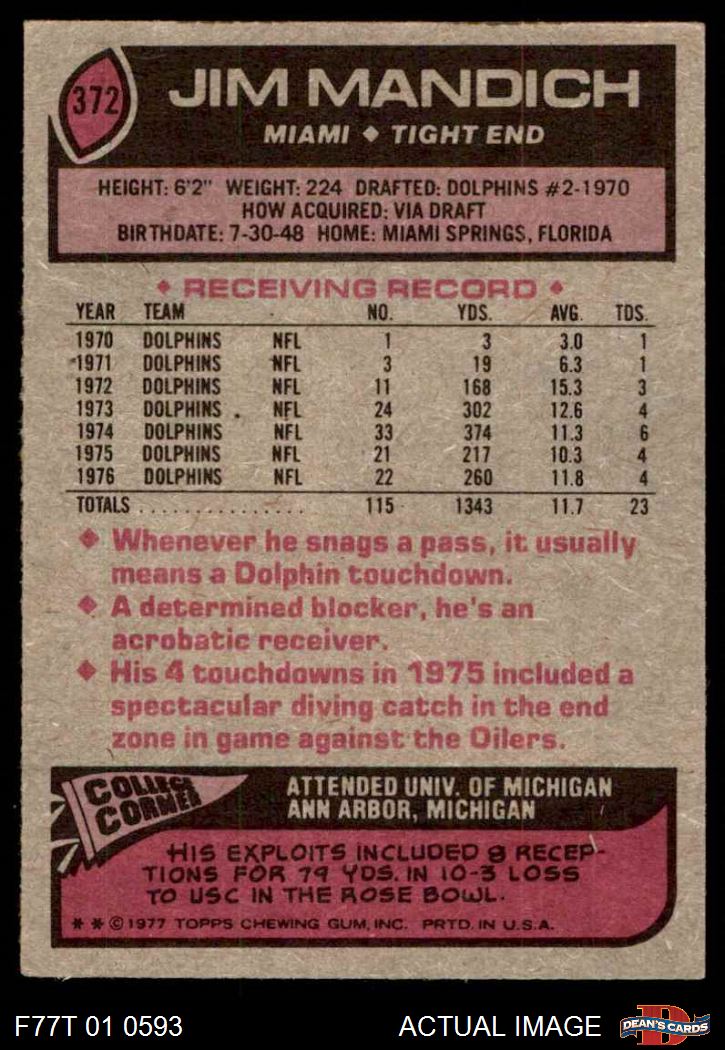 372
JIM MANDICH
MIAMI ◆ TIGHT END
HEIGHT: 6'2" WEIGHT: 224 DRAFTED: DOLPHINS #2-1970
HOW ACQUIRED: VIA DRAFT
BIRTHDATE: 7-30-48 HOME: MIAMI SPRINGS, FLORIDA
◆ RECEIVING RECORD ◆
YEAR TEAM NO. YDS. AVG. TDS.
1970 DOLPHINS NFL 1 3 3.0 1
1971 DOLPHINS NFL 3 19 6.3 1
1972 DOLPHINS NFL 11 168 15.3 3
1973 DOLPHINS NFL 24 302 12.6 4
1974 DOLPHINS NFL 33 374 11.3 6
1975 DOLPHINS NFL 21 217 10.3 4
1976 DOLPHINS NFL 22 260 11.8 4
TOTALS . . . . . . . . . . . . . . . 115 1343 11.7 23
◆ Whenever he snags a pass, it usually
means a Dolphin touchdown.
◆ A determined blocker, he's an
acrobatic receiver.
◆ His 4 touchdowns in 1975 included a
spectacular diving catch in the end
zone in game against the Oilers.
COLLEGE
CORNER
ATTENDED UNIV. OF MICHIGAN
ANN ARBOR, MICHIGAN
HIS EXPLOITS INCLUDED 8 RECEP-
TIONS FOR 79 YDS. IN 10-3 LOSS
TO USC IN THE ROSE BOWL.
* * © 1977 TOPPS CHEWING GUM, INC. PRTD. IN U.S.A.
F77T 01 0593
ACTUAL IMAGE
D
DEAN'S CARDS